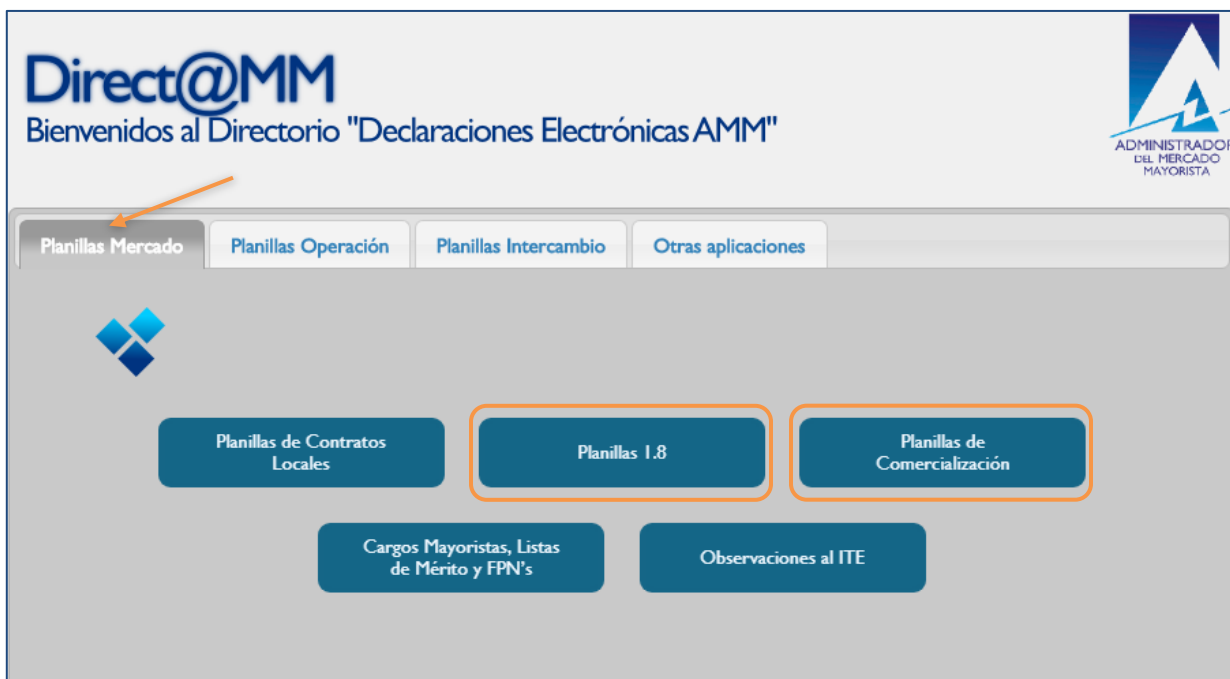 Direct@MM
Bienvenidos al Directorio "Declaraciones Electrónicas AMM"
ADMINISTRADOR
DEL MERCADO
MAYORISTA
Planillas Mercado
Planillas Operación
Planillas Intercambio
Otras aplicaciones
Planillas de Contratos
Locales
Planillas 1.8
Planillas de
Comercialización
Cargos Mayoristas, Listas
de Mérito y FPN's
Observaciones al ITE